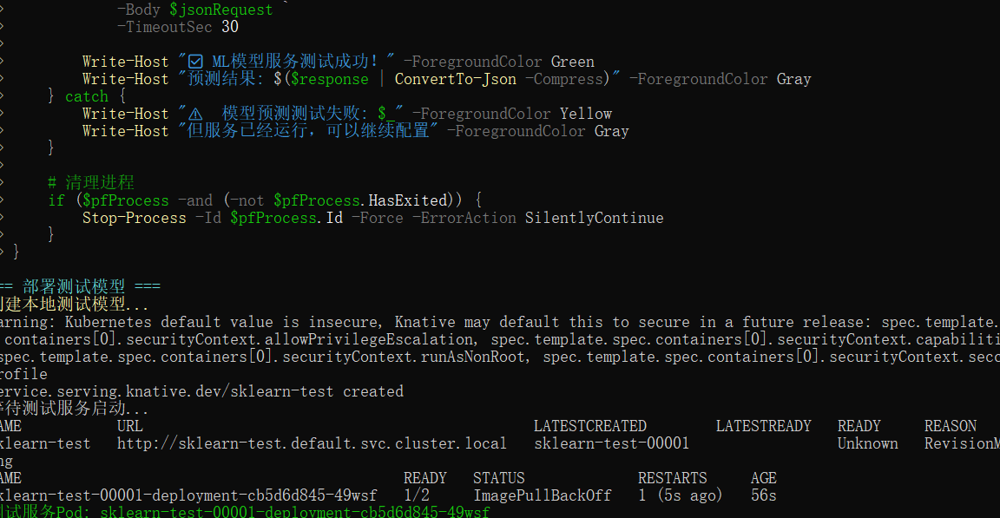 > -Body $jsonRequest `
> -TimeoutSec 30
>
> Write-Host "☑ ML模型服务测试成功！" -ForegroundColor Green
> Write-Host "预测结果: $($response | ConvertTo-Json -Compress)" -ForegroundColor Gray
> } catch {
> Write-Host "⚠ 模型预测测试失败: $_" -ForegroundColor Yellow
> Write-Host "但服务已经运行，可以继续配置" -ForegroundColor Gray
> }
>
> # 清理进程
> if ($pfProcess -and (-not $pfProcess.HasExited)) {
> Stop-Process -Id $pfProcess.Id -Force -ErrorAction SilentlyContinue
> }
> }
== 部署测试模型 ===
建本地测试模型...
arning: Kubernetes default value is insecure, Knative may default this to secure in a future release: spec.template.
.containers[0].securityContext.allowPrivilegeEscalation, spec.template.spec.containers[0].securityContext.capabiliti
spec.template.spec.containers[0].securityContext.runAsNonRoot, spec.template.spec.containers[0].securityContext.secc
rofile
ervice.serving.knative.dev/sklearn-test created
待测试服务启动...
AME URL LATESTCREATED LATESTREADY READY REASON
klearn-test http://sklearn-test.default.svc.cluster.local sklearn-test-00001 Unknown RevisionM
ng
AME READY STATUS RESTARTS AGE
klearn-test-00001-deployment-cb5d6d845-49wsf 1/2 ImagePullBackOff 1 (5s ago) 56s
试服务Pod: sklearn-test-00001-deployment-cb5d6d845-49wsf